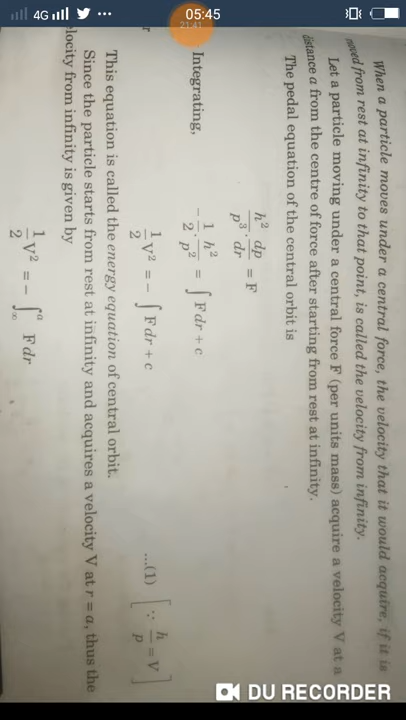 4G
05:45
21:41
When a particle moves under a central force, the velocity that it would acquire, if it is
moved from rest at infinity to that point, is called the velocity from infinity.
Let a particle moving under a central force F (per units mass) acquire a velocity V at a
distance a from the centre of force after starting from rest at infinity.
The pedal equation of the central orbit is
h²/p³ · dp/dr = F
Integrating,
− 1/2 · h²/p² = ∫ F dr + c
r
1/2 V² = − ∫ F dr + c ...(1) [∵ h/p = V]
This equation is called the energy equation of central orbit.
Since the particle starts from rest at infinity and acquires a velocity V at r = a, thus the
elocity from infinity is given by
1/2 V² = − ∫_∞^a F dr
DU RECORDER